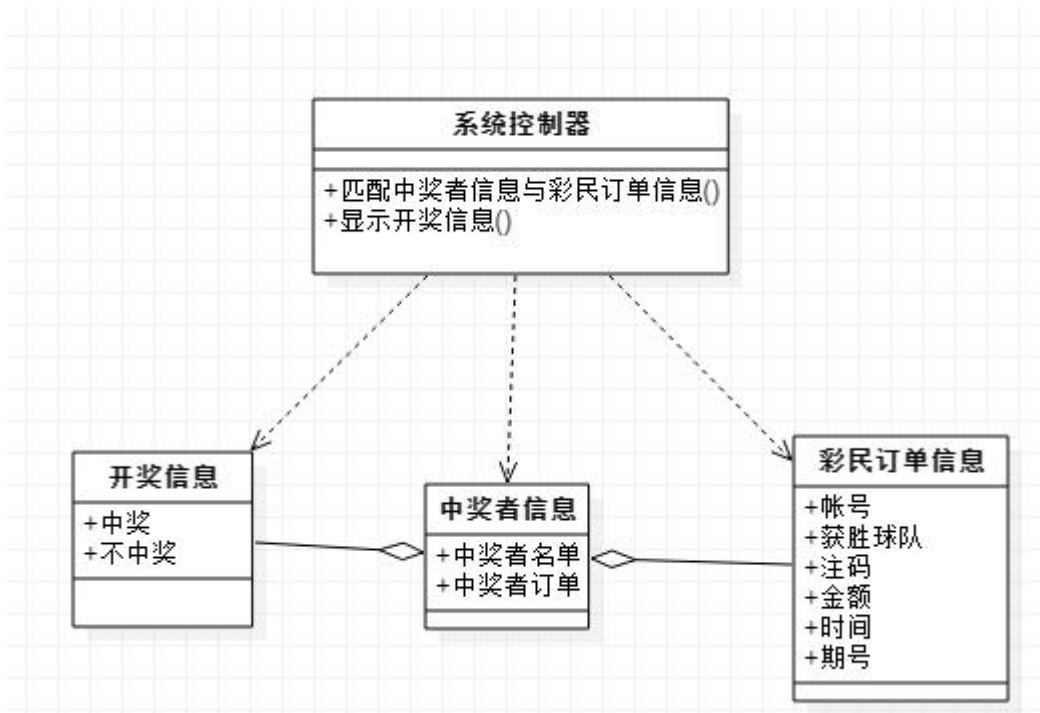 系统控制器
+匹配中奖者信息与彩民订单信息()
+显示开奖信息()
开奖信息
+中奖
+不中奖
中奖者信息
+中奖者名单
+中奖者订单
彩民订单信息
+帐号
+获胜球队
+注码
+金额
+时间
+期号